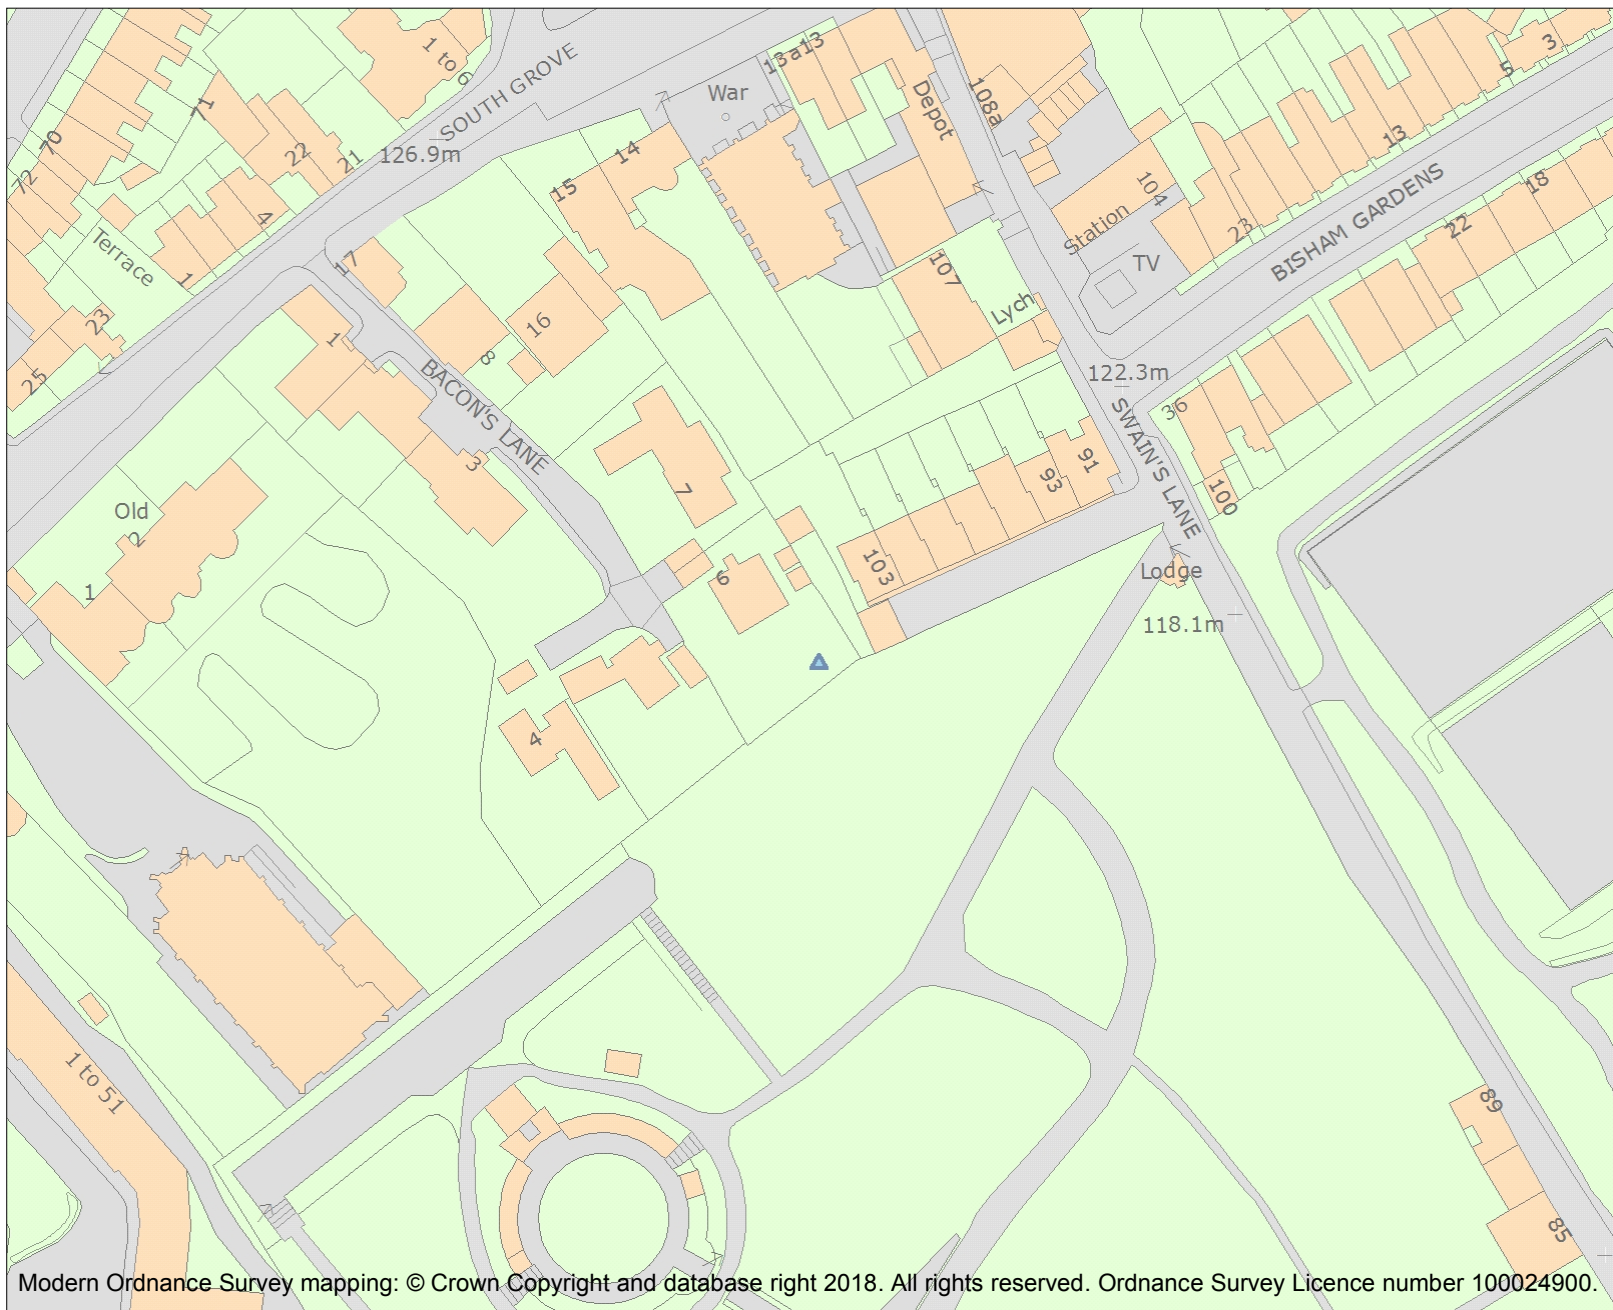 1 to 6
SOUTH GROVE
13a
13
War
Depot
108a
3
5
13
70
71
72
22
21
126.9m
14
15
104
Station
18
23
22
BISHAM GARDENS
TV
4
Terrace
1
17
107
Lych
16
8
1
23
25
BACON'S LANE
122.3m
36
SWAIN'S LANE
91
93
100
3
7
Old
2
1
103
6
Lodge
118.1m
4
1 to 51
89
85
Modern Ordnance Survey mapping: © Crown Copyright and database right 2018. All rights reserved. Ordnance Survey Licence number 100024900.